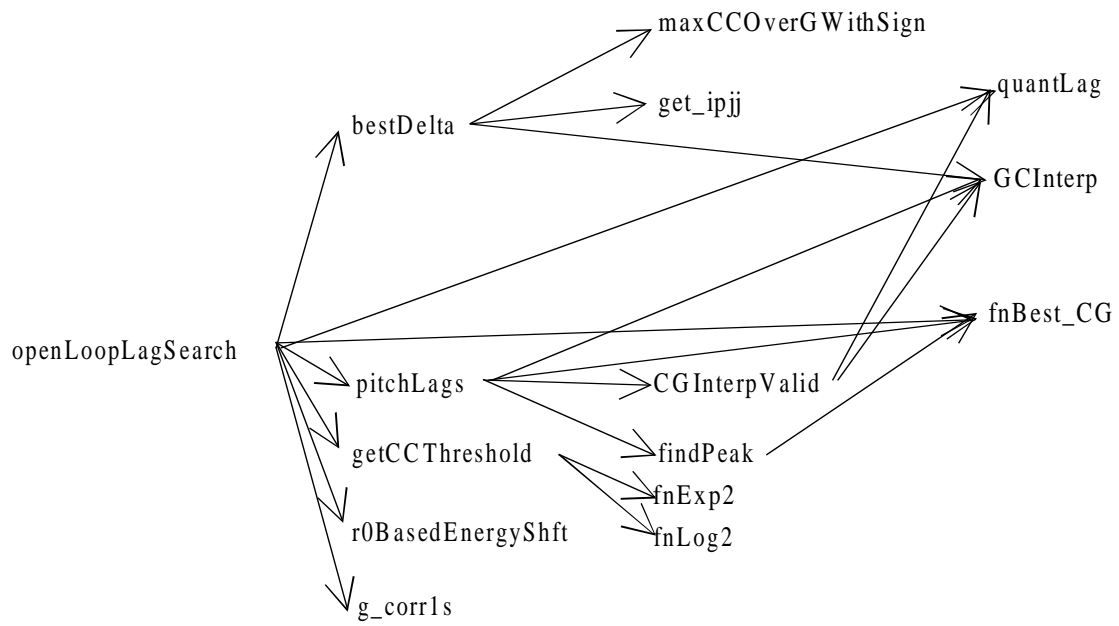 maxCCOverGWithSign
quantLag
get_ipjj
bestDelta
GCInterp
fnBest_CG
openLoopLagSearch
pitchLags
CGInterpValid
getCCThreshold
findPeak
fnExp2
r0BasedEnergyShft
fnLog2
g_corr1s